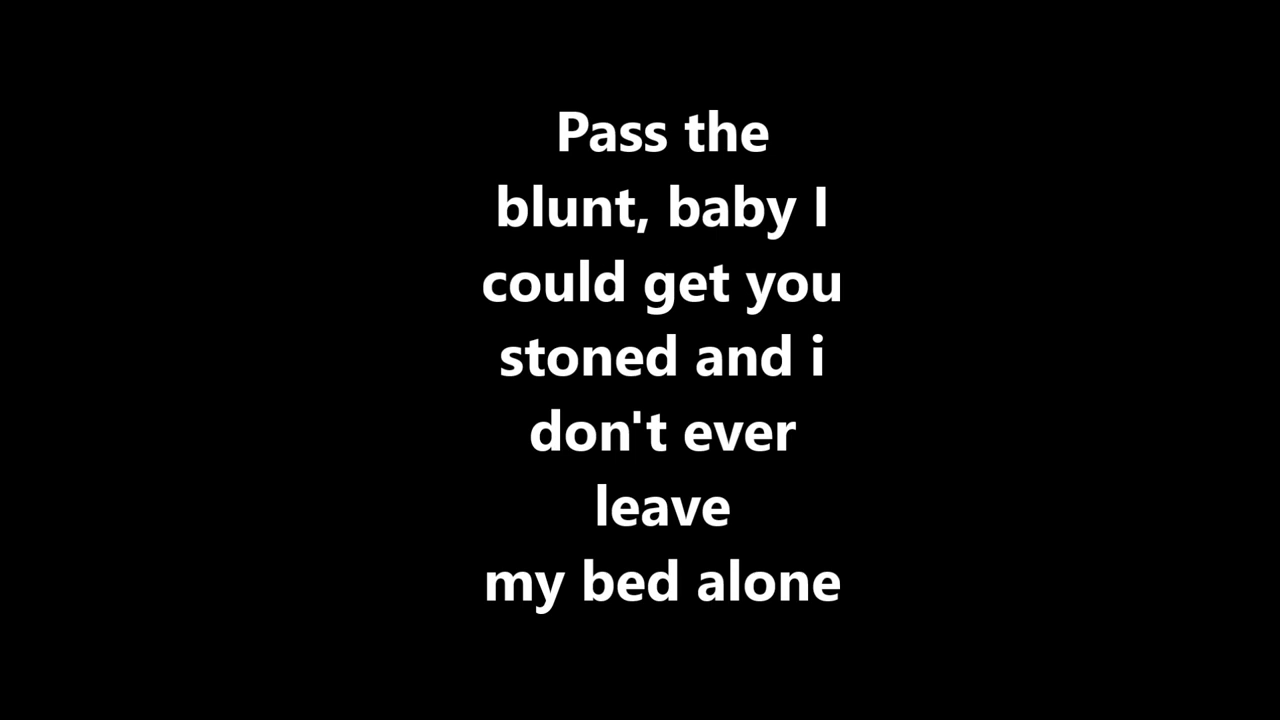 Pass the
blunt, baby I
could get you
stoned and i
don't ever
leave
my bed alone